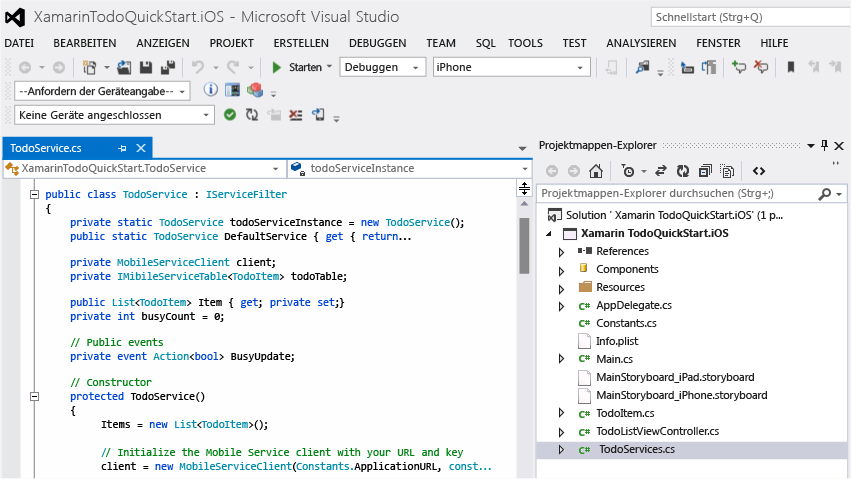 XamarinTodoQuickStart.iOS - Microsoft Visual Studio
Schnellstart (Strg+Q)
DATEI BEARBEITEN ANZEIGEN PROJEKT ERSTELLEN DEBUGGEN TEAM SQL TOOLS TEST ANALYSIEREN FENSTER HILFE
Starten Debuggen iPhone
--Anfordern der Geräteangabe--
Keine Geräte angeschlossen
TodoService.cs
XamarinTodoQuickStart.TodoService todoServiceInstance
public class TodoService : IServiceFilter
{
private static TodoService todoServiceInstance = new TodoService();
public static TodoService DefaultService { get { return...
private MobileServiceClient client;
private IMibileServiceTable<TodoItem> todoTable;
public List<TodoItem> Item { get; private set;}
private int busyCount = 0;
// Public events
private event Action<bool> BusyUpdate;
// Constructor
protected TodoService()
{
Items = new List<TodoItem>();
// Initialize the Mobile Service client with your URL and key
client = new MobileServiceClient(Constants.ApplicationURL, const...
Projektmappen-Explorer
Projektmappen-Explorer durchsuchen (Strg+;)
Solution ' Xamarin TodoQuickStart.iOS' (1 p...
Xamarin TodoQuickStart.iOS
References
Components
Resources
C# AppDelegate.cs
C# Constants.cs
Info.plist
C# Main.cs
MainStoryboard_iPad.storyboard
MainStoryboard_iPhone.storyboard
C# TodoItem.cs
C# TodoListViewController.cs
C# TodoServices.cs